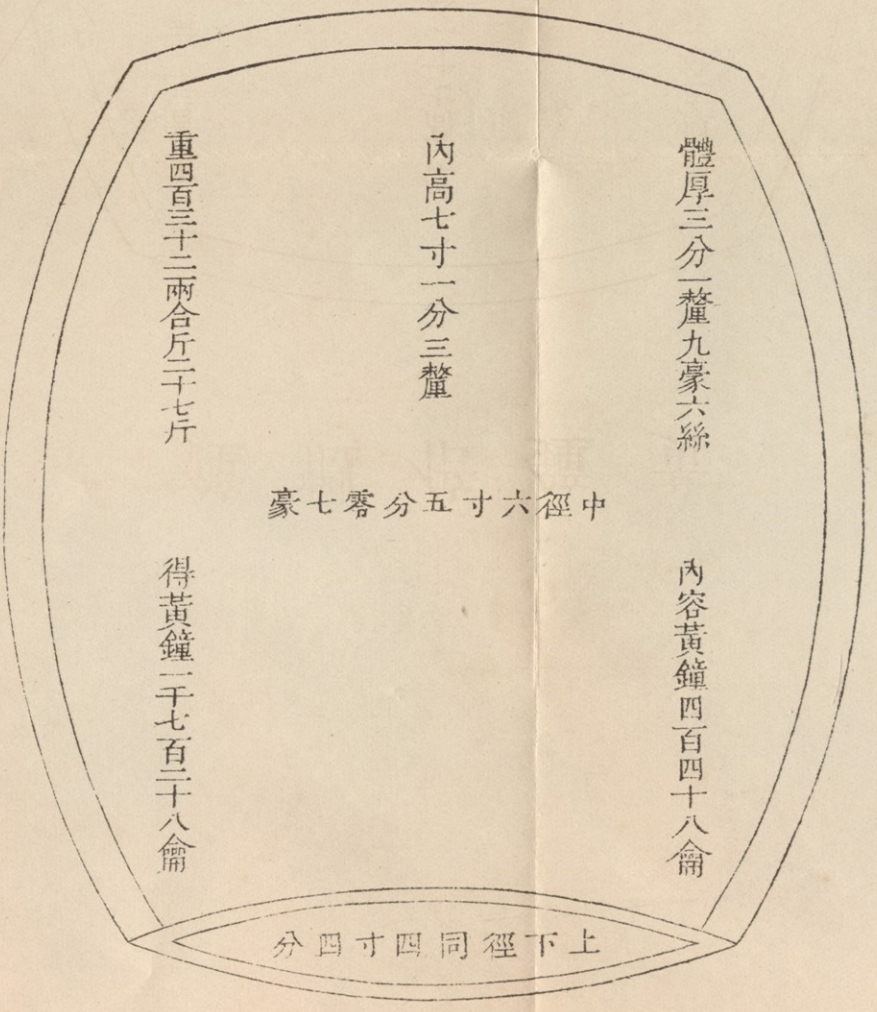 體厚三分一釐九豪六絲
內高七寸一分三釐
重四百三十二兩合斤二十七斤
中徑六寸五分零七豪
內容黃鐘四百四十八龠
得黃鐘一千七百二十八龠
上下徑同四寸四分